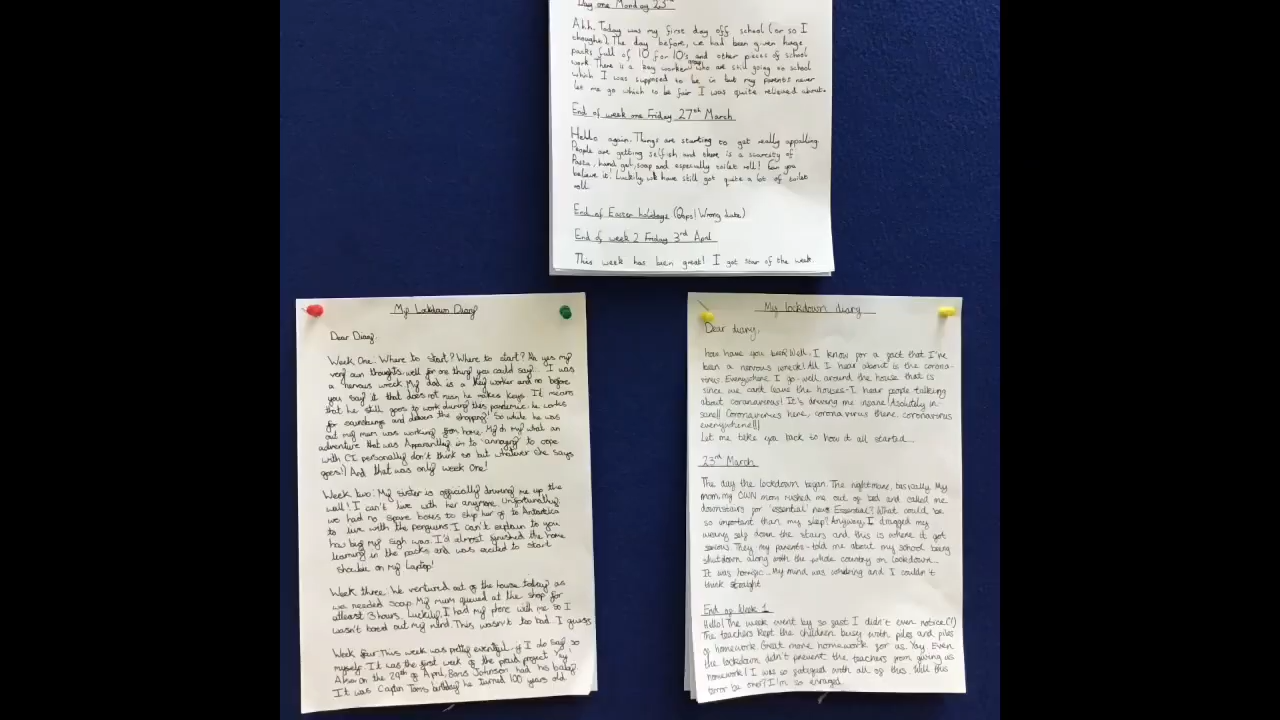 Day one Monday 23rd
Ahh. Today was my first day off school (or so I
thought). The day before, we had been given huge
packs full of 10 for 10's and other pieces of school
work. There is a key worker group who are still going to school
which I was supposed to be in but my parents never
let me go which to be fair I was quite relieved about.
End of week one Friday 27th March
Hello again. Things are starting to get really appalling.
People are getting selfish and there is a scarcity of
Pasta, hand gel, soap and especially toilet roll! Can you
believe it! Luckily, we have still got quite a lot of toilet
roll.
End of Easter holidays (Oops! Wrong date)
End of week 2 Friday 3rd April
This week has been great! I got star of the week.
My Lockdown Diary
Dear Diary,
Week One: Where to start? Where to start? Ah yes my
very own thoughts. well for one thing you could say... I was
a nervous wreck. My dad is a key worker and no before
you say it that does not mean he makes keys. It means
that he still goes to work during this pandemic. he works
for sainsburys and delivers the shopping! So while he was
out my mum was working from home. My oh my what an
adventure that was. Apparantly im to annoying to cope
with (I personally don't think so but whatever she says
goes!) And that was only week One!
Week two: My sister is officially driving me up the
wall! I can't live with her anymore. Unfortunatly,
we had no spare boxes to ship her of to Antartica
to live with the penguins. I can't explain to you
how big my sigh was. I'd almost finished the home
learning in the packs and was excited to start
shoobie on my Laptop!
Week three: We ventured out of the house today as
we needed soap. My mum queued at the shop for
atleast 3 hours. Luckily I had my phone with me so I
wasn't bored out my mind. This wasn't too bad. I guess
Week four: This week was pretty eventful... if I do say so
myself. It was the first week of the project Yay!
Also on the 29th of April, Boris Johnson had his baby.
It was Captin Toms birthday he turned 100 years old
My lockdown diary
Dear diary,
how have you been? Well, I know for a fact that I've
been a nervous wreck! All I hear about is the corona-
virus. Everywhere I go-well around the house that is
since we can't leave the houses-I hear people talking
about coronavirus! It's driving me insane! Asolutely in-
sane!! Coronavirus here, coronavirus there, coronavirus
everywhere!!!
Let me take you back to how it all started...
23rd March
The day the lockdown began. The nightmare, basically. My
mom, my OWN mom rushed me out of bed and called me
downstairs for 'essential' news. Essential? What could be
so important than my sleep? Anyway, I dragged my
weary self down the stairs and this is where it got
serious. They-my parents-told me about my school being
shutdown along with the whole country on lockdown...
It was horrific... My mind was whirling and I couldn't
think straight.
End of Week 1
Hello! The week went by so fast I didn't even notice(!)
The teachers kept the children busy with piles and piles
of homework. Great more homework for us. Yay. Even
the lockdown didn't prevent the teachers from giving us
homework! I was so fatigued with all of this. Will this
terror be over? I'm so enraged.